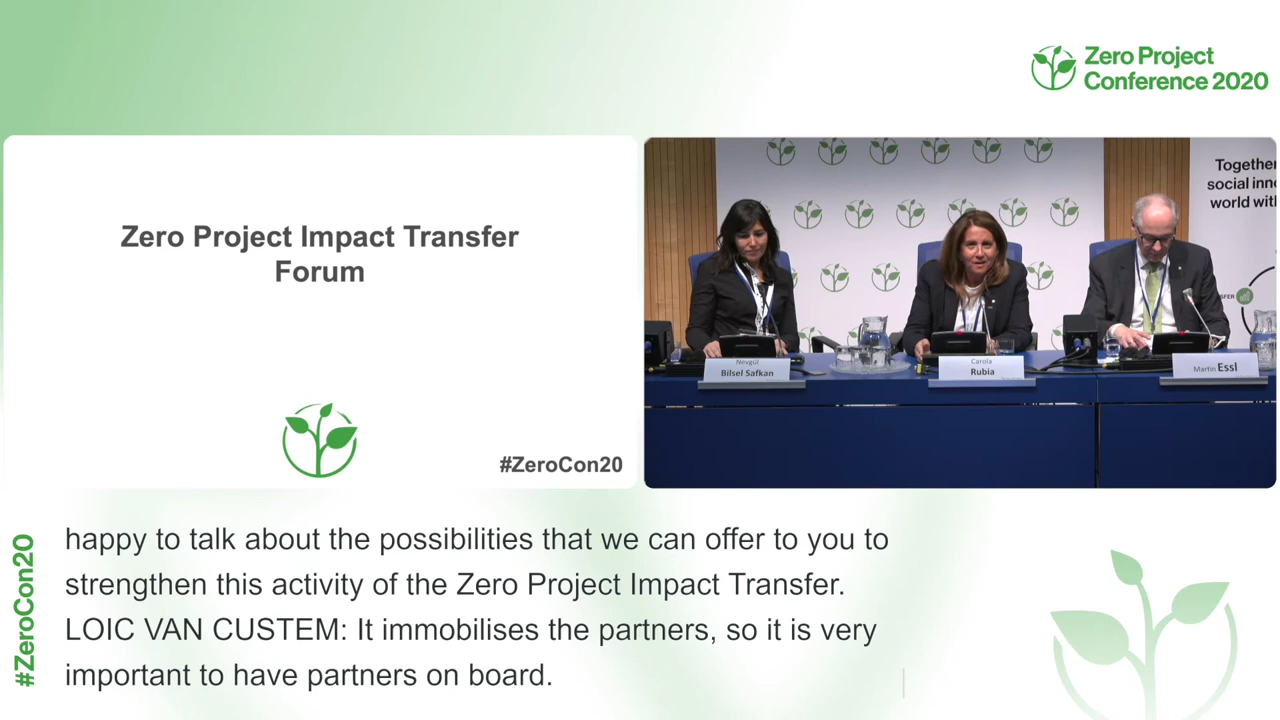 Zero Project
Conference 2020
Zero Project Impact Transfer
Forum
#ZeroCon20
Together
social inn
world with
Nevgül
Bilsel Safkan
Carola
Rubia
Martin Essl
#ZeroCon20
happy to talk about the possibilities that we can offer to you to
strengthen this activity of the Zero Project Impact Transfer.
LOIC VAN CUSTEM: It immobilises the partners, so it is very
important to have partners on board.